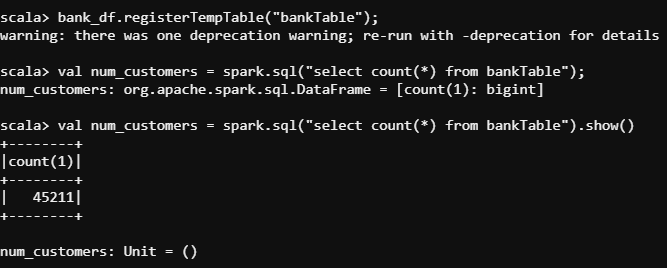 scala> bank_df.registerTempTable("bankTable");
warning: there was one deprecation warning; re-run with -deprecation for details
scala> val num_customers = spark.sql("select count(*) from bankTable");
num_customers: org.apache.spark.sql.DataFrame = [count(1): bigint]
scala> val num_customers = spark.sql("select count(*) from bankTable").show()
+--------+
|count(1)|
+--------+
|   45211|
+--------+
num_customers: Unit = ()